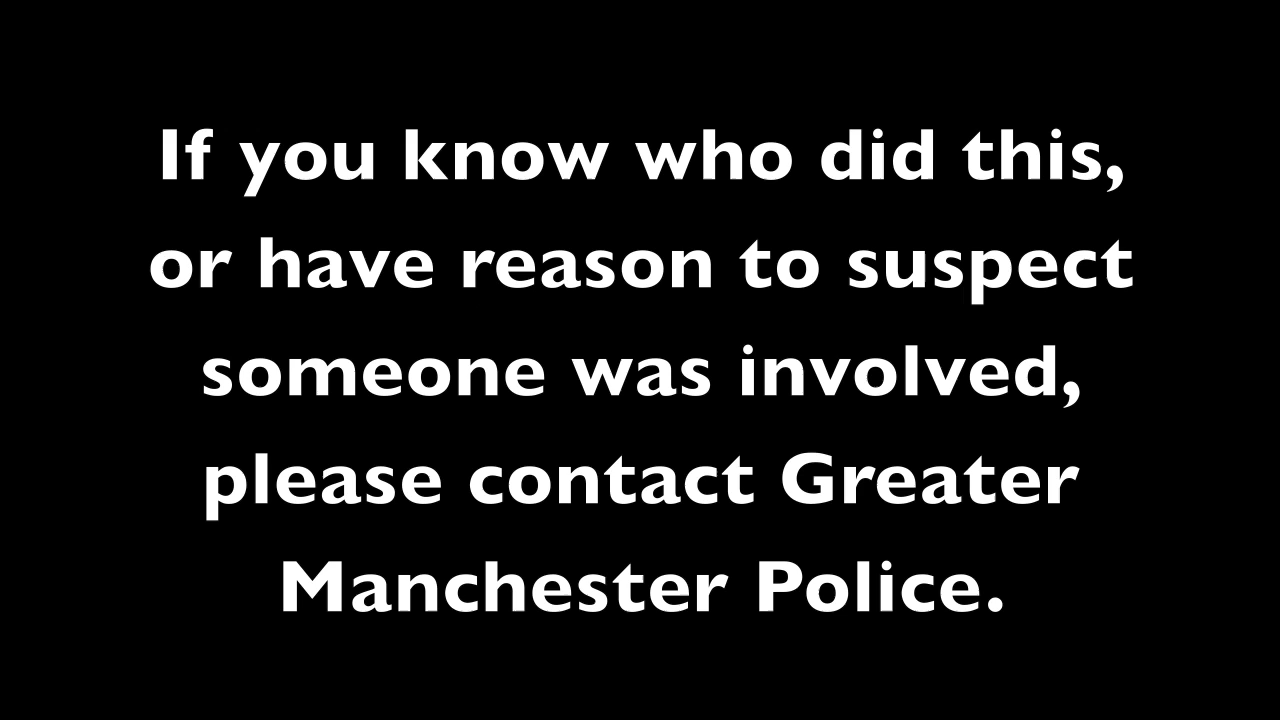 If you know who did this,
or have reason to suspect
someone was involved,
please contact Greater
Manchester Police.